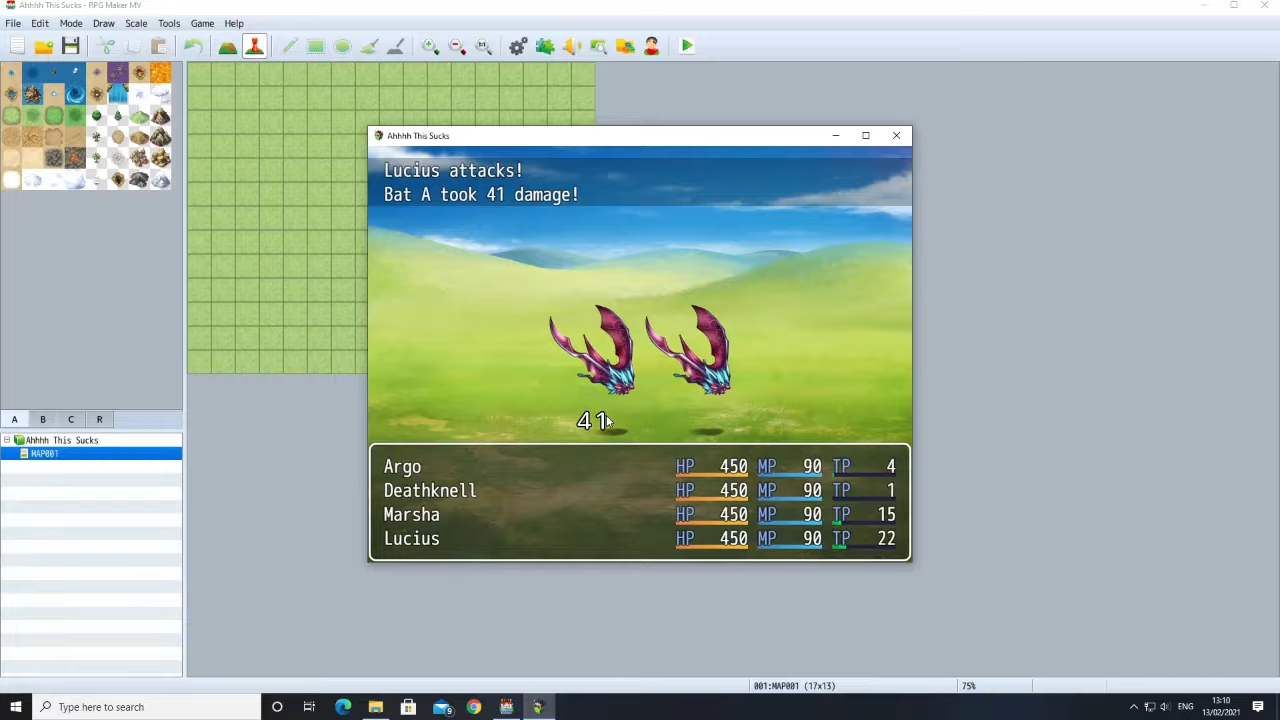 Ahhhh This Sucks - RPG Maker MV
File Edit Mode Draw Scale Tools Game Help
Ahhhh This Sucks
Lucius attacks!
Bat A took 41 damage!
41
Argo HP 450 MP 90 TP 4
Deathknell HP 450 MP 90 TP 1
Marsha HP 450 MP 90 TP 15
Lucius HP 450 MP 90 TP 22
A B C R
Ahhhh This Sucks
MAP001
001:MAP001 (17x13) 75%
Type here to search
9
ENG
13:10
13/02/2021